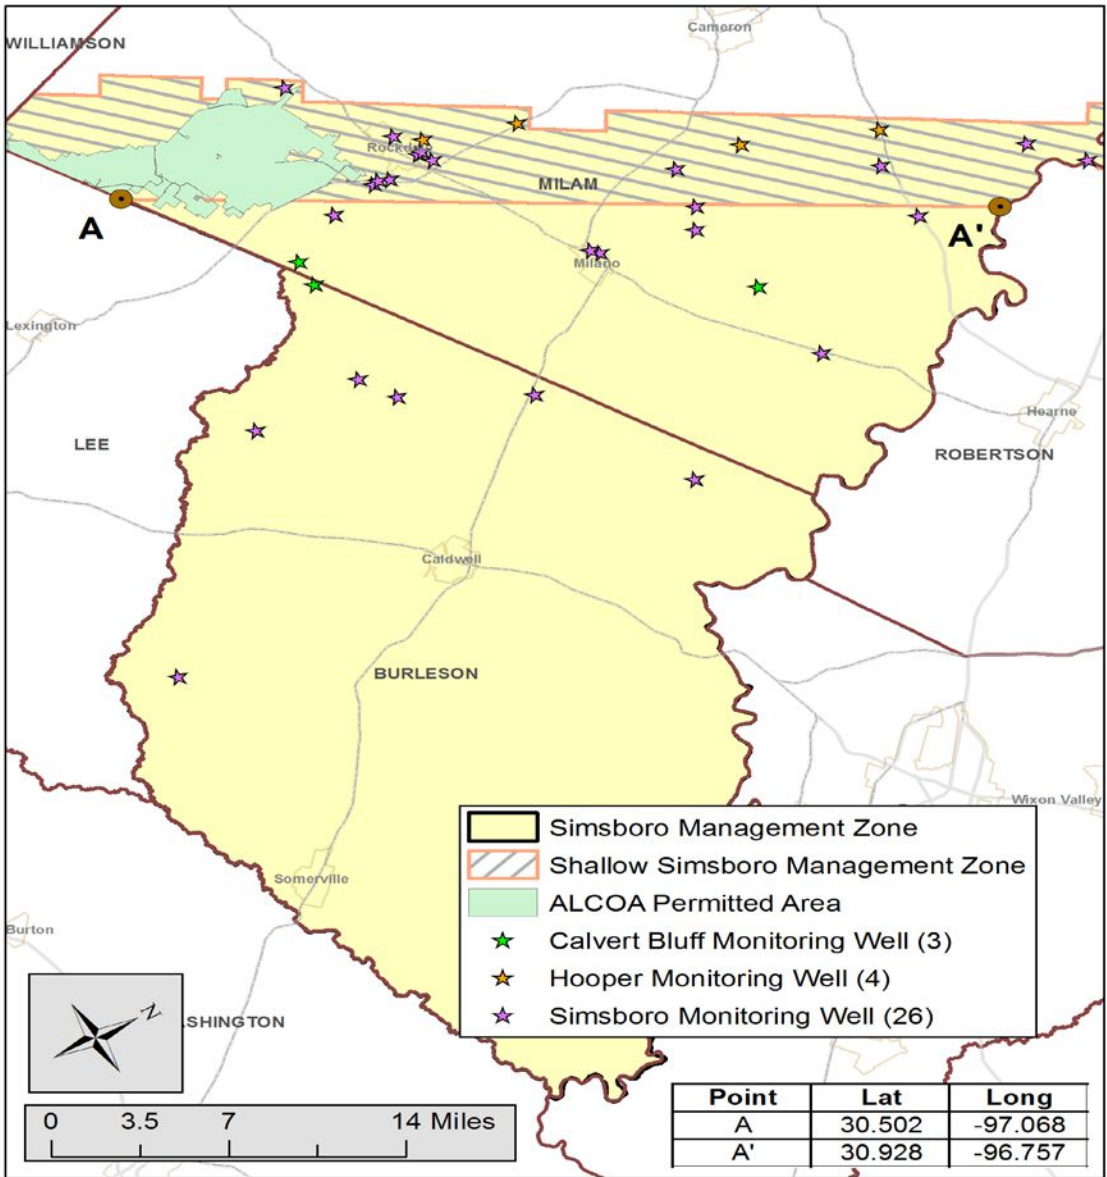 Cameron
WILLIAMSON
Rockd
MILAM
A
A'
Milano
Lexington
Hearne
LEE
ROBERTSON
Caldwell
BURLESON
Wixon Valley
Somerville
Burton
SHINGTON
N
Simsboro Management Zone
Shallow Simsboro Management Zone
ALCOA Permitted Area
Calvert Bluff Monitoring Well (3)
Hooper Monitoring Well (4)
Simsboro Monitoring Well (26)
0 3.5 7 14 Miles
Point Lat Long
A 30.502 -97.068
A' 30.928 -96.757